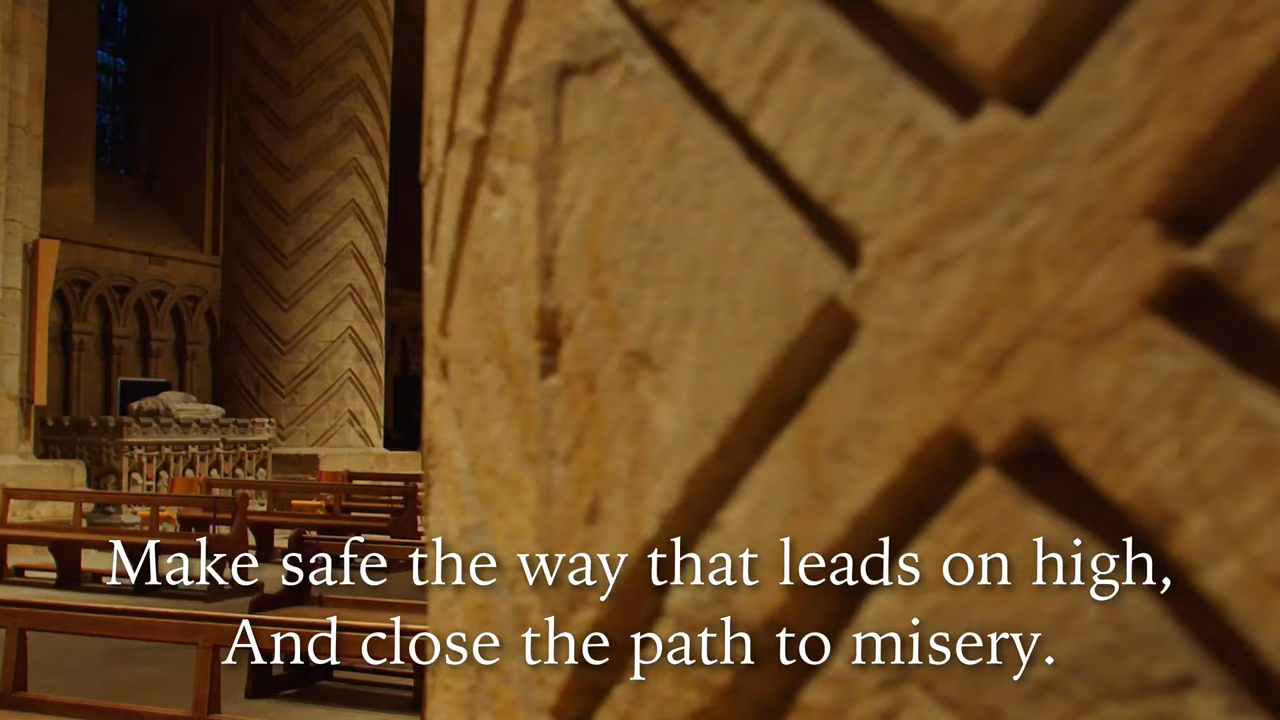 Make safe the way that leads on high,
And close the path to misery.